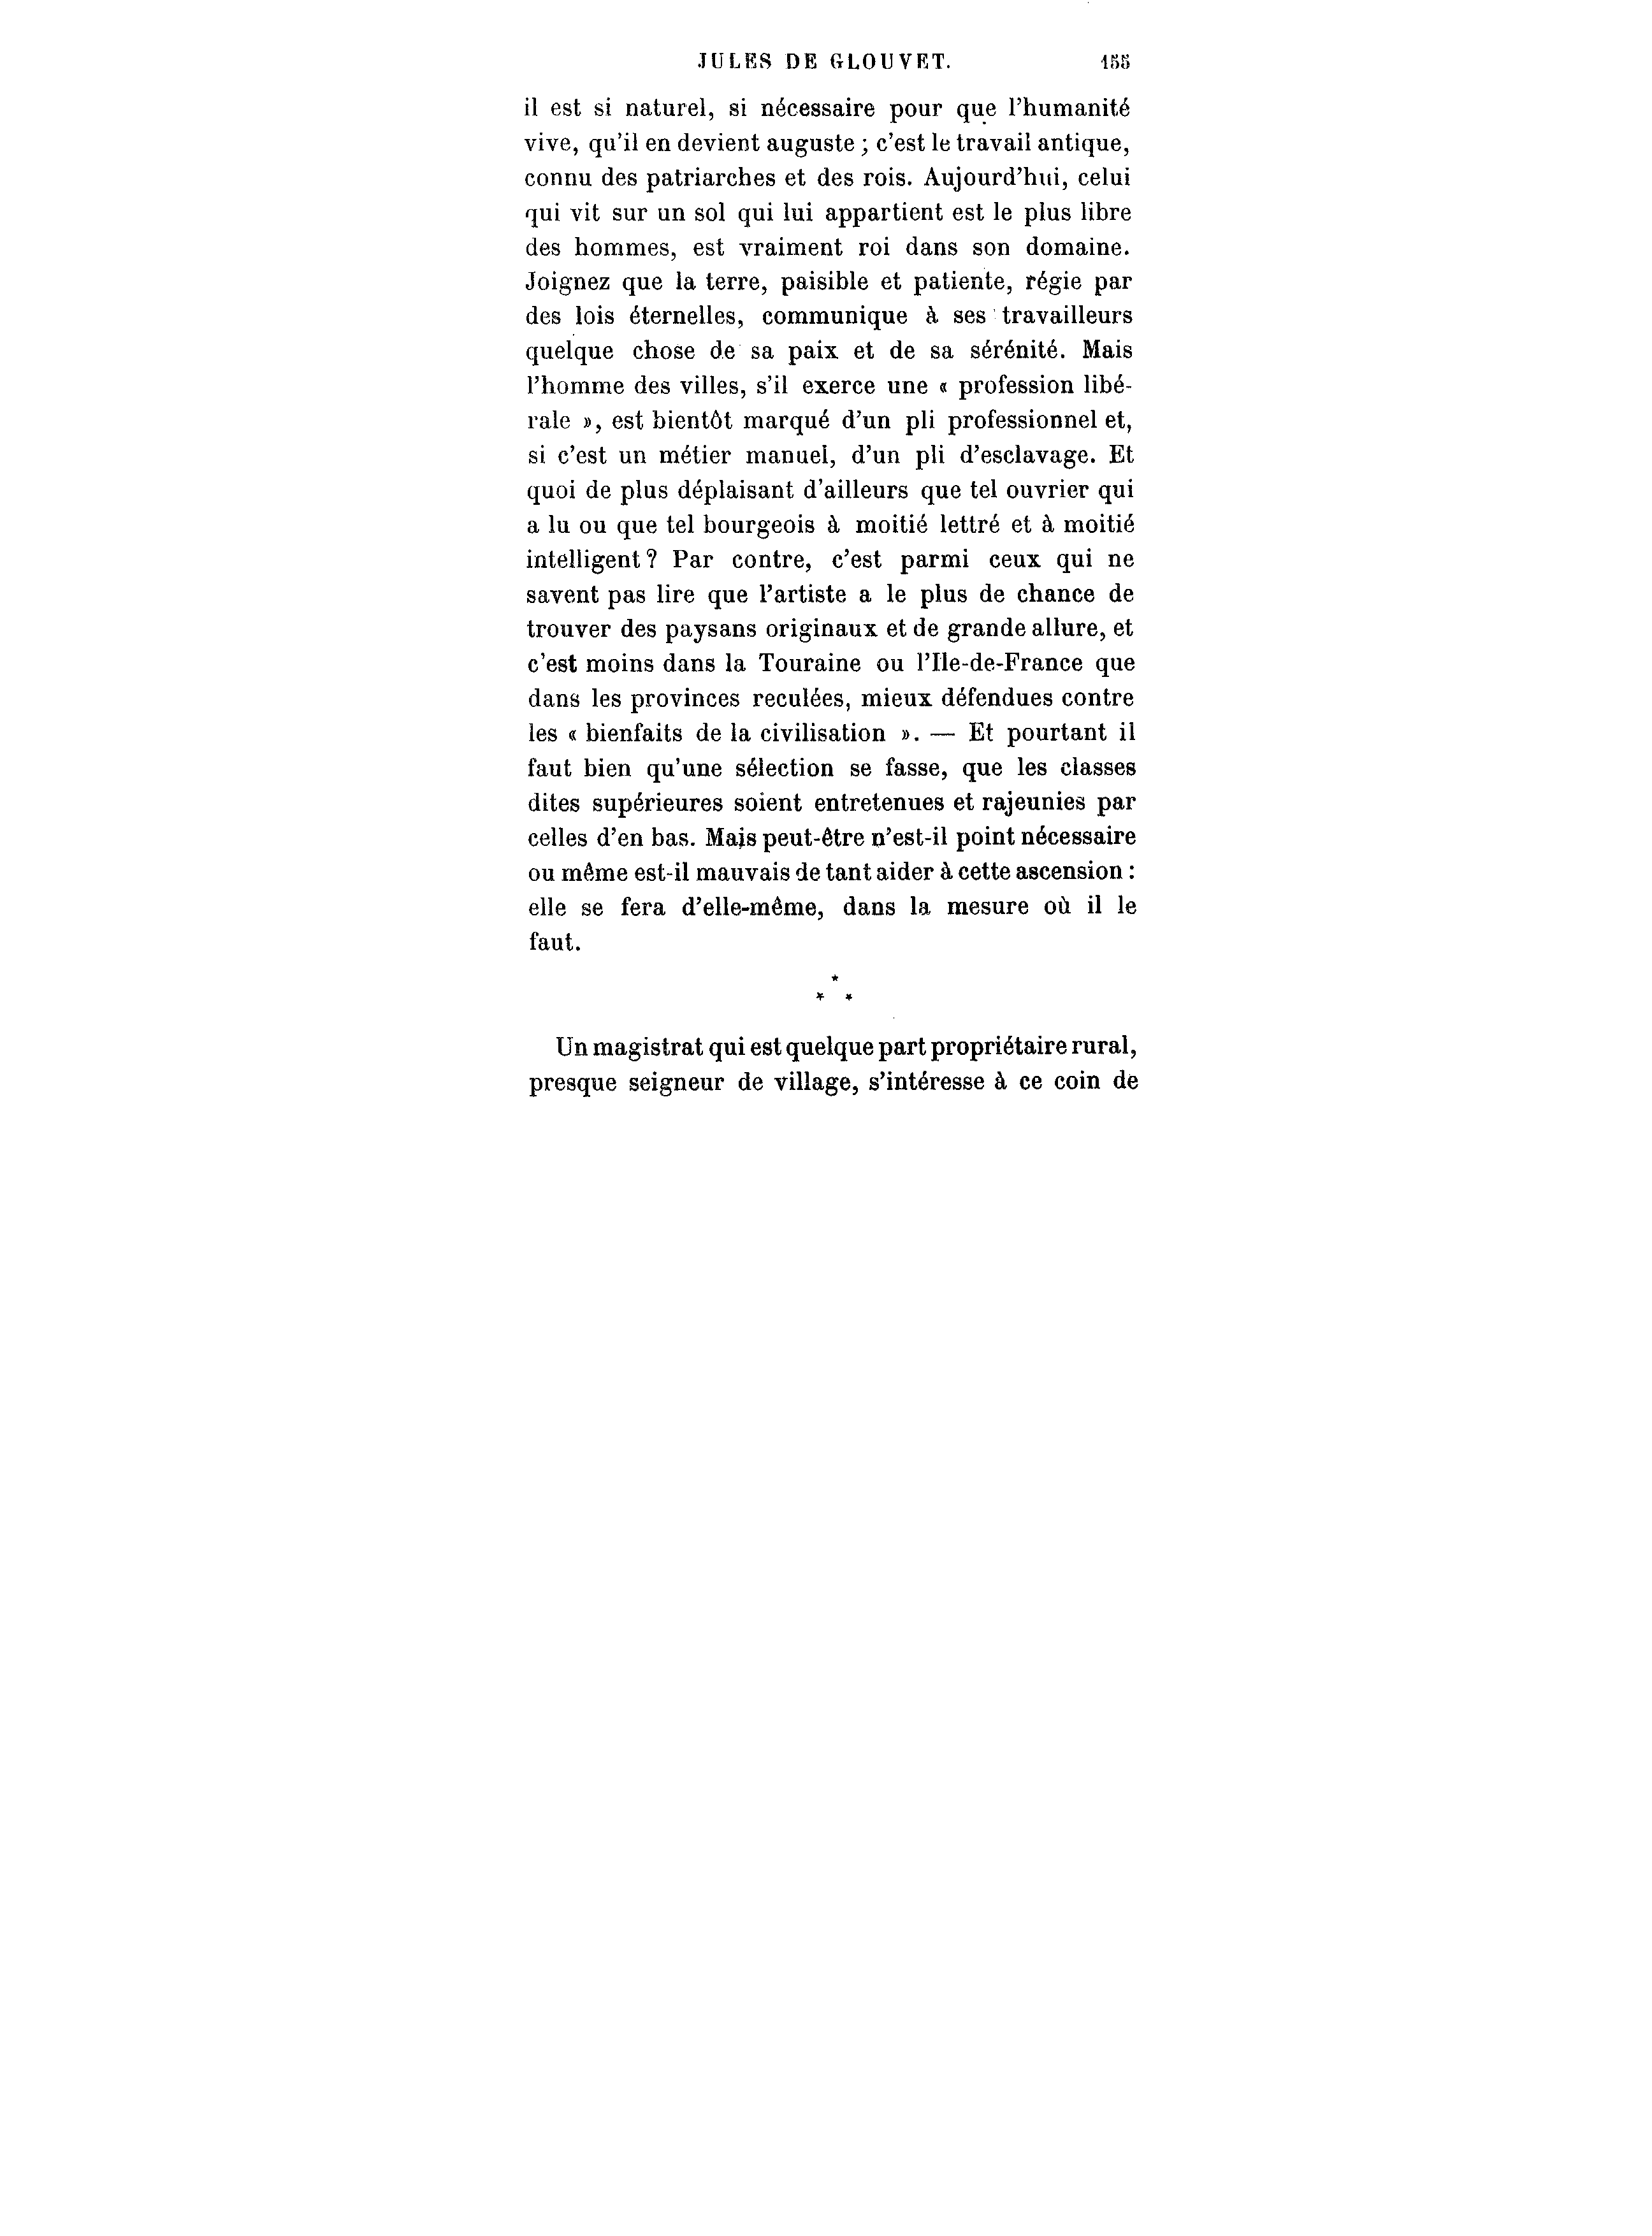 JULES DE GLOUVET. 155
il est si naturel, si nécessaire pour que l'humanité
vive, qu'il en devient auguste ; c'est le travail antique,
connu des patriarches et des rois. Aujourd'hui, celui
qui vit sur un sol qui lui appartient est le plus libre
des hommes, est vraiment roi dans son domaine.
Joignez que la terre, paisible et patiente, régie par
des lois éternelles, communique à ses travailleurs
quelque chose de sa paix et de sa sérénité. Mais
l'homme des villes, s'il exerce une « profession libé-
rale », est bientôt marqué d'un pli professionnel et,
si c'est un métier manuel, d'un pli d'esclavage. Et
quoi de plus déplaisant d'ailleurs que tel ouvrier qui
a lu ou que tel bourgeois à moitié lettré et à moitié
intelligent ? Par contre, c'est parmi ceux qui ne
savent pas lire que l'artiste a le plus de chance de
trouver des paysans originaux et de grande allure, et
c'est moins dans la Touraine ou l'Ile-de-France que
dans les provinces reculées, mieux défendues contre
les « bienfaits de la civilisation ». — Et pourtant il
faut bien qu'une sélection se fasse, que les classes
dites supérieures soient entretenues et rajeunies par
celles d'en bas. Mais peut-être n'est-il point nécessaire
ou même est-il mauvais de tant aider à cette ascension :
elle se fera d'elle-même, dans la mesure où il le
faut.
*
* *
Un magistrat qui est quelque part propriétaire rural,
presque seigneur de village, s'intéresse à ce coin de